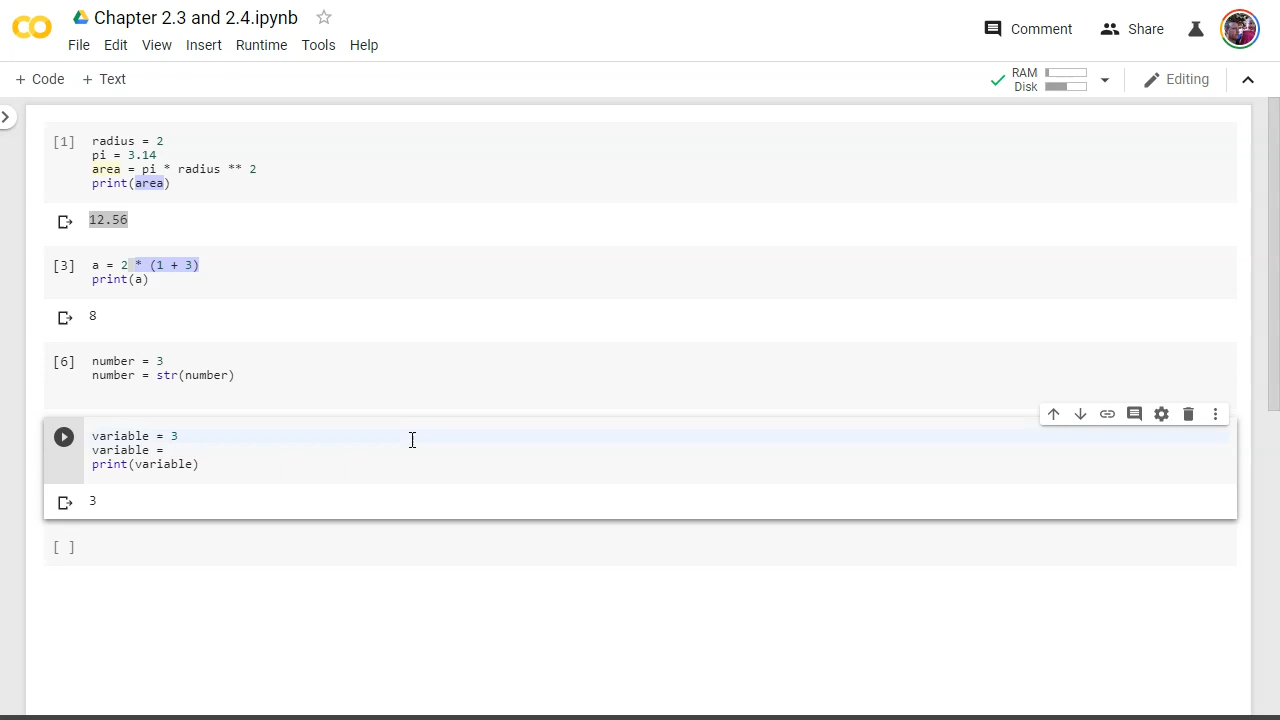 CO Chapter 2.3 and 2.4.ipynb
File Edit View Insert Runtime Tools Help
Comment Share
+ Code + Text
RAM
Disk
Editing
[1] radius = 2
pi = 3.14
area = pi * radius ** 2
print(area)
12.56
[3] a = 2 * (1 + 3)
print(a)
8
[6] number = 3
number = str(number)
variable = 3
variable =
print(variable)
3
[ ]